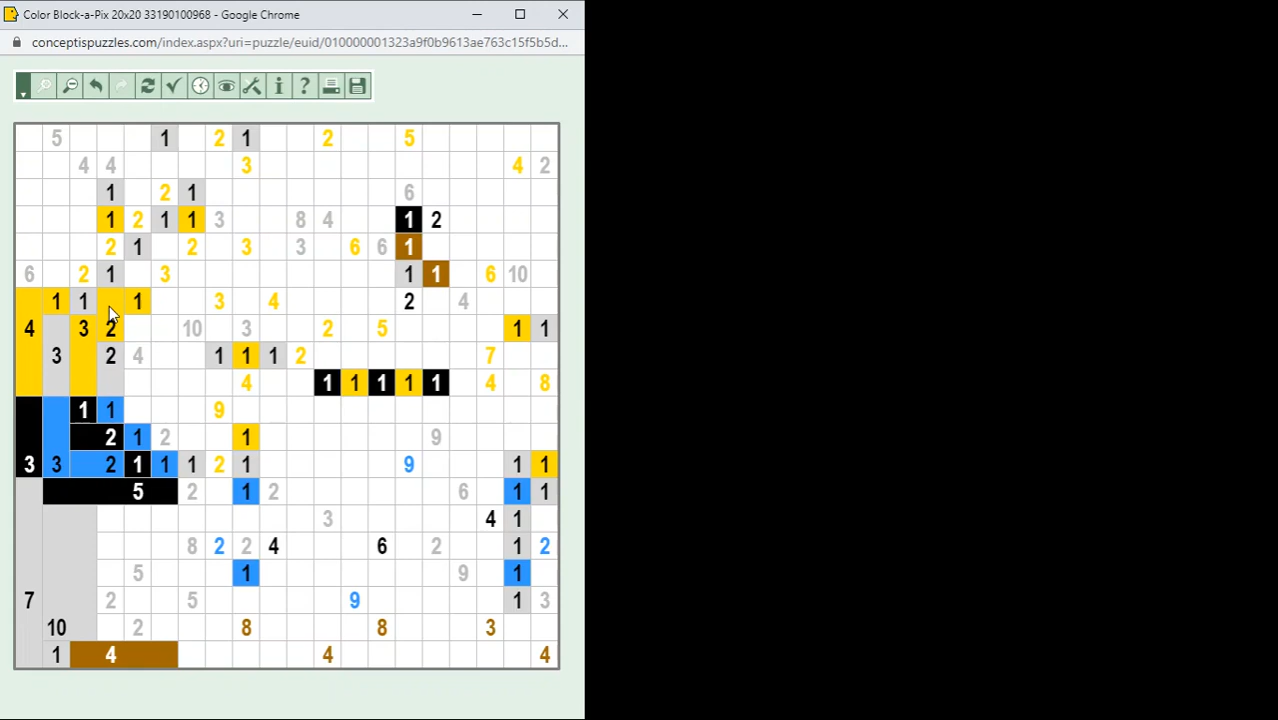 Color Block-a-Pix 20x20 33190100968 - Google Chrome
conceptispuzzles.com/index.aspx?uri=puzzle/euid/010000001323a9f0b9613ae763c15f5b5d...
5 1 2 1 2 5
4 4 3 4 2
1 2 1 6
1 2 1 1 3 8 4 1 2
2 1 2 3 3 6 6 1
6 2 1 3 1 1 6 10
1 1 1 3 4 2 4
4 3 2 10 3 2 5 1 1
3 2 4 1 1 1 2 7
4 1 1 1 1 1 4 8
1 1 9
2 1 2 1 9
3 3 2 1 1 1 2 1 9 1 1
5 2 1 2 6 1 1
3 4 1
8 2 2 4 6 2 1 2
5 1 9 1
7 2 5 9 1 3
10 2 8 8 3
1 4 4 4